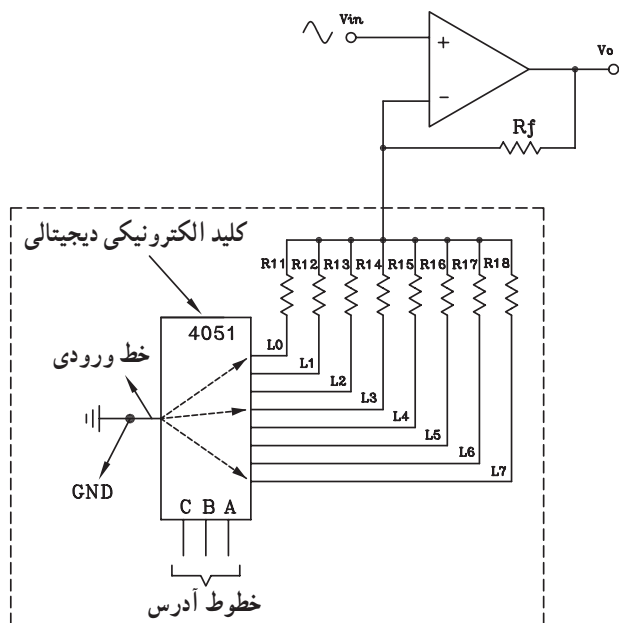 Vin
+
Vo
−
Rf
کلید الکترونیکی دیجیتالی
R11 R12 R13 R14 R15 R16 R17 R18
4051
L0
خط ورودی
L1
L2
L3
L4
L5
L6
L7
GND
C B A
خطوط آدرس